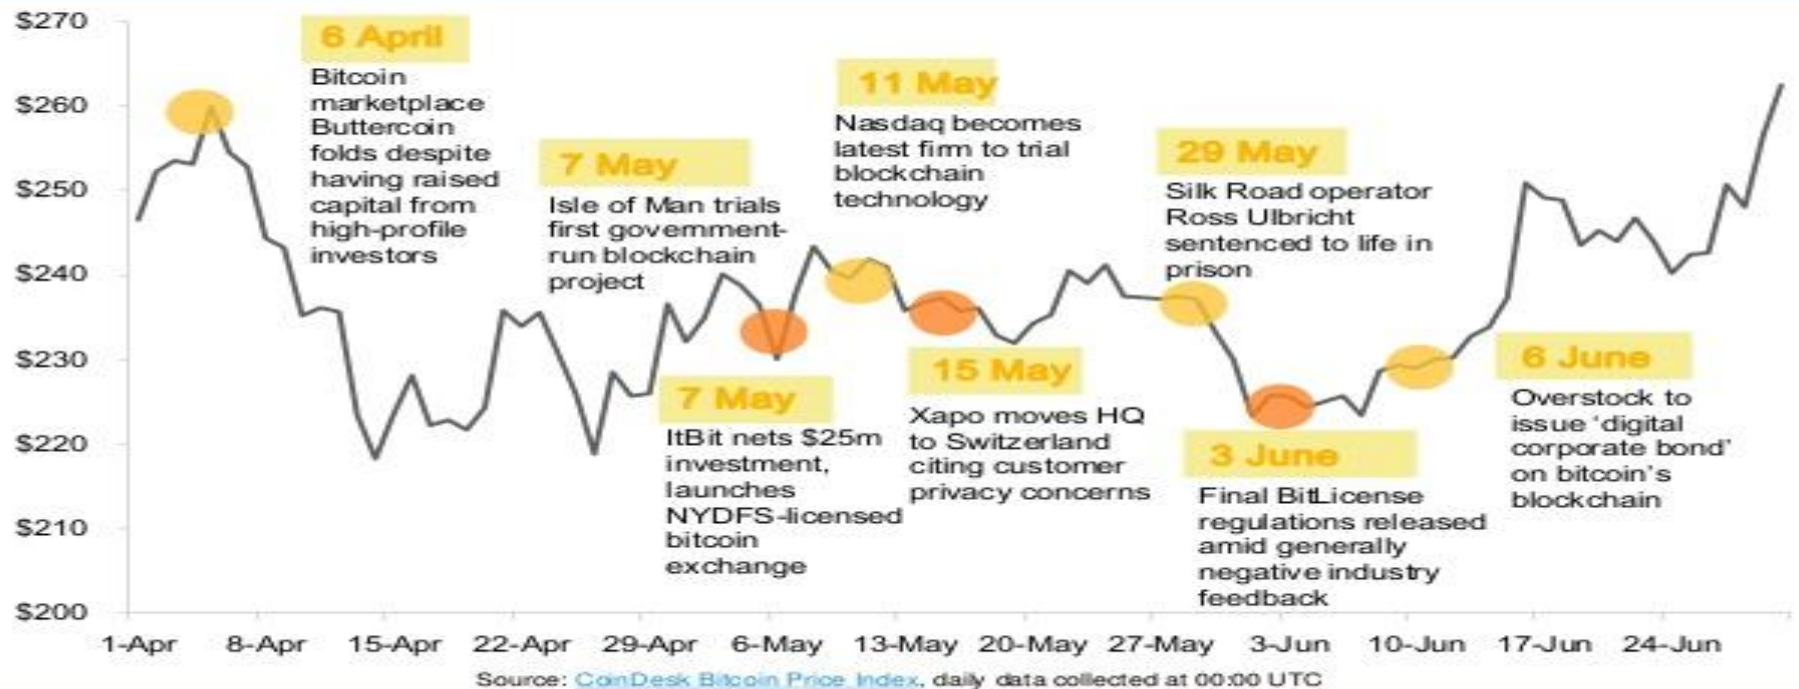 $270
$260
$250
$240
$230
$220
$210
$200
6 April
Bitcoin
marketplace
Buttercoin
folds despite
having raised
capital from
high-profile
investors
7 May
Isle of Man trials
first government-
run blockchain
project
7 May
ItBit nets $25m
investment,
launches
NYDFS-licensed
bitcoin
exchange
11 May
Nasdaq becomes
latest firm to trial
blockchain
technology
15 May
Xapo moves HQ
to Switzerland
citing customer
privacy concerns
29 May
Silk Road operator
Ross Ulbricht
sentenced to life in
prison
3 June
Final BitLicense
regulations released
amid generally
negative industry
feedback
6 June
Overstock to
issue ‘digital
corporate bond’
on bitcoin’s
blockchain
1-Apr 8-Apr 15-Apr 22-Apr 29-Apr 6-May 13-May 20-May 27-May 3-Jun 10-Jun 17-Jun 24-Jun
Source: CoinDesk Bitcoin Price Index, daily data collected at 00:00 UTC